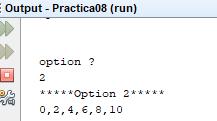 Output - Practica08 (run)
option ?
2
*****Option 2*****
0,2,4,6,8,10